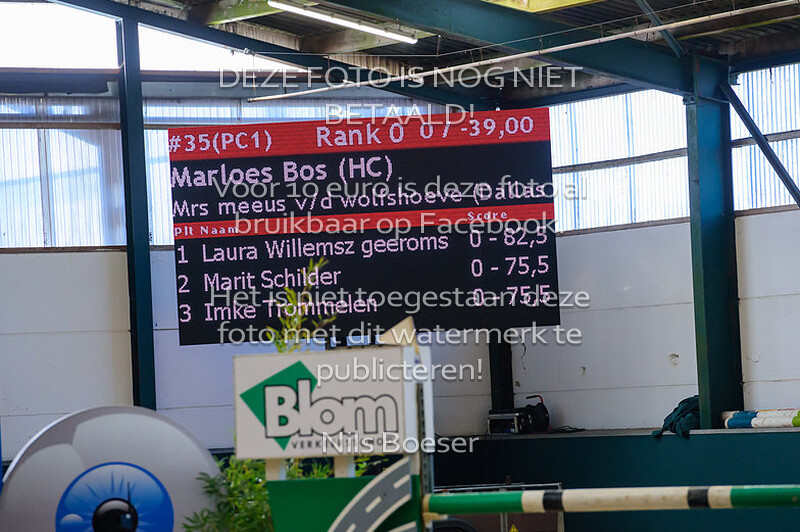 DEZE FOTO IS NOG NIET
BETAALD!
#35(PC1) Rank 0 0 / -39,00
Marloes Bos (HC)
Voor 10 euro is deze foto al
Mrs meeus v/d wolfshoeve (Dallas
bruikbaar op Facebook
Plt Naam Score
1 Laura Willemsz geeroms 0 - 82,5
2 Marit Schilder 0 - 75,5
Het is niet toegestaan deze
3 Imke Trommelen 0 - 75,5
foto met dit watermerk te
publiceren!
Blom
Nils Boeser